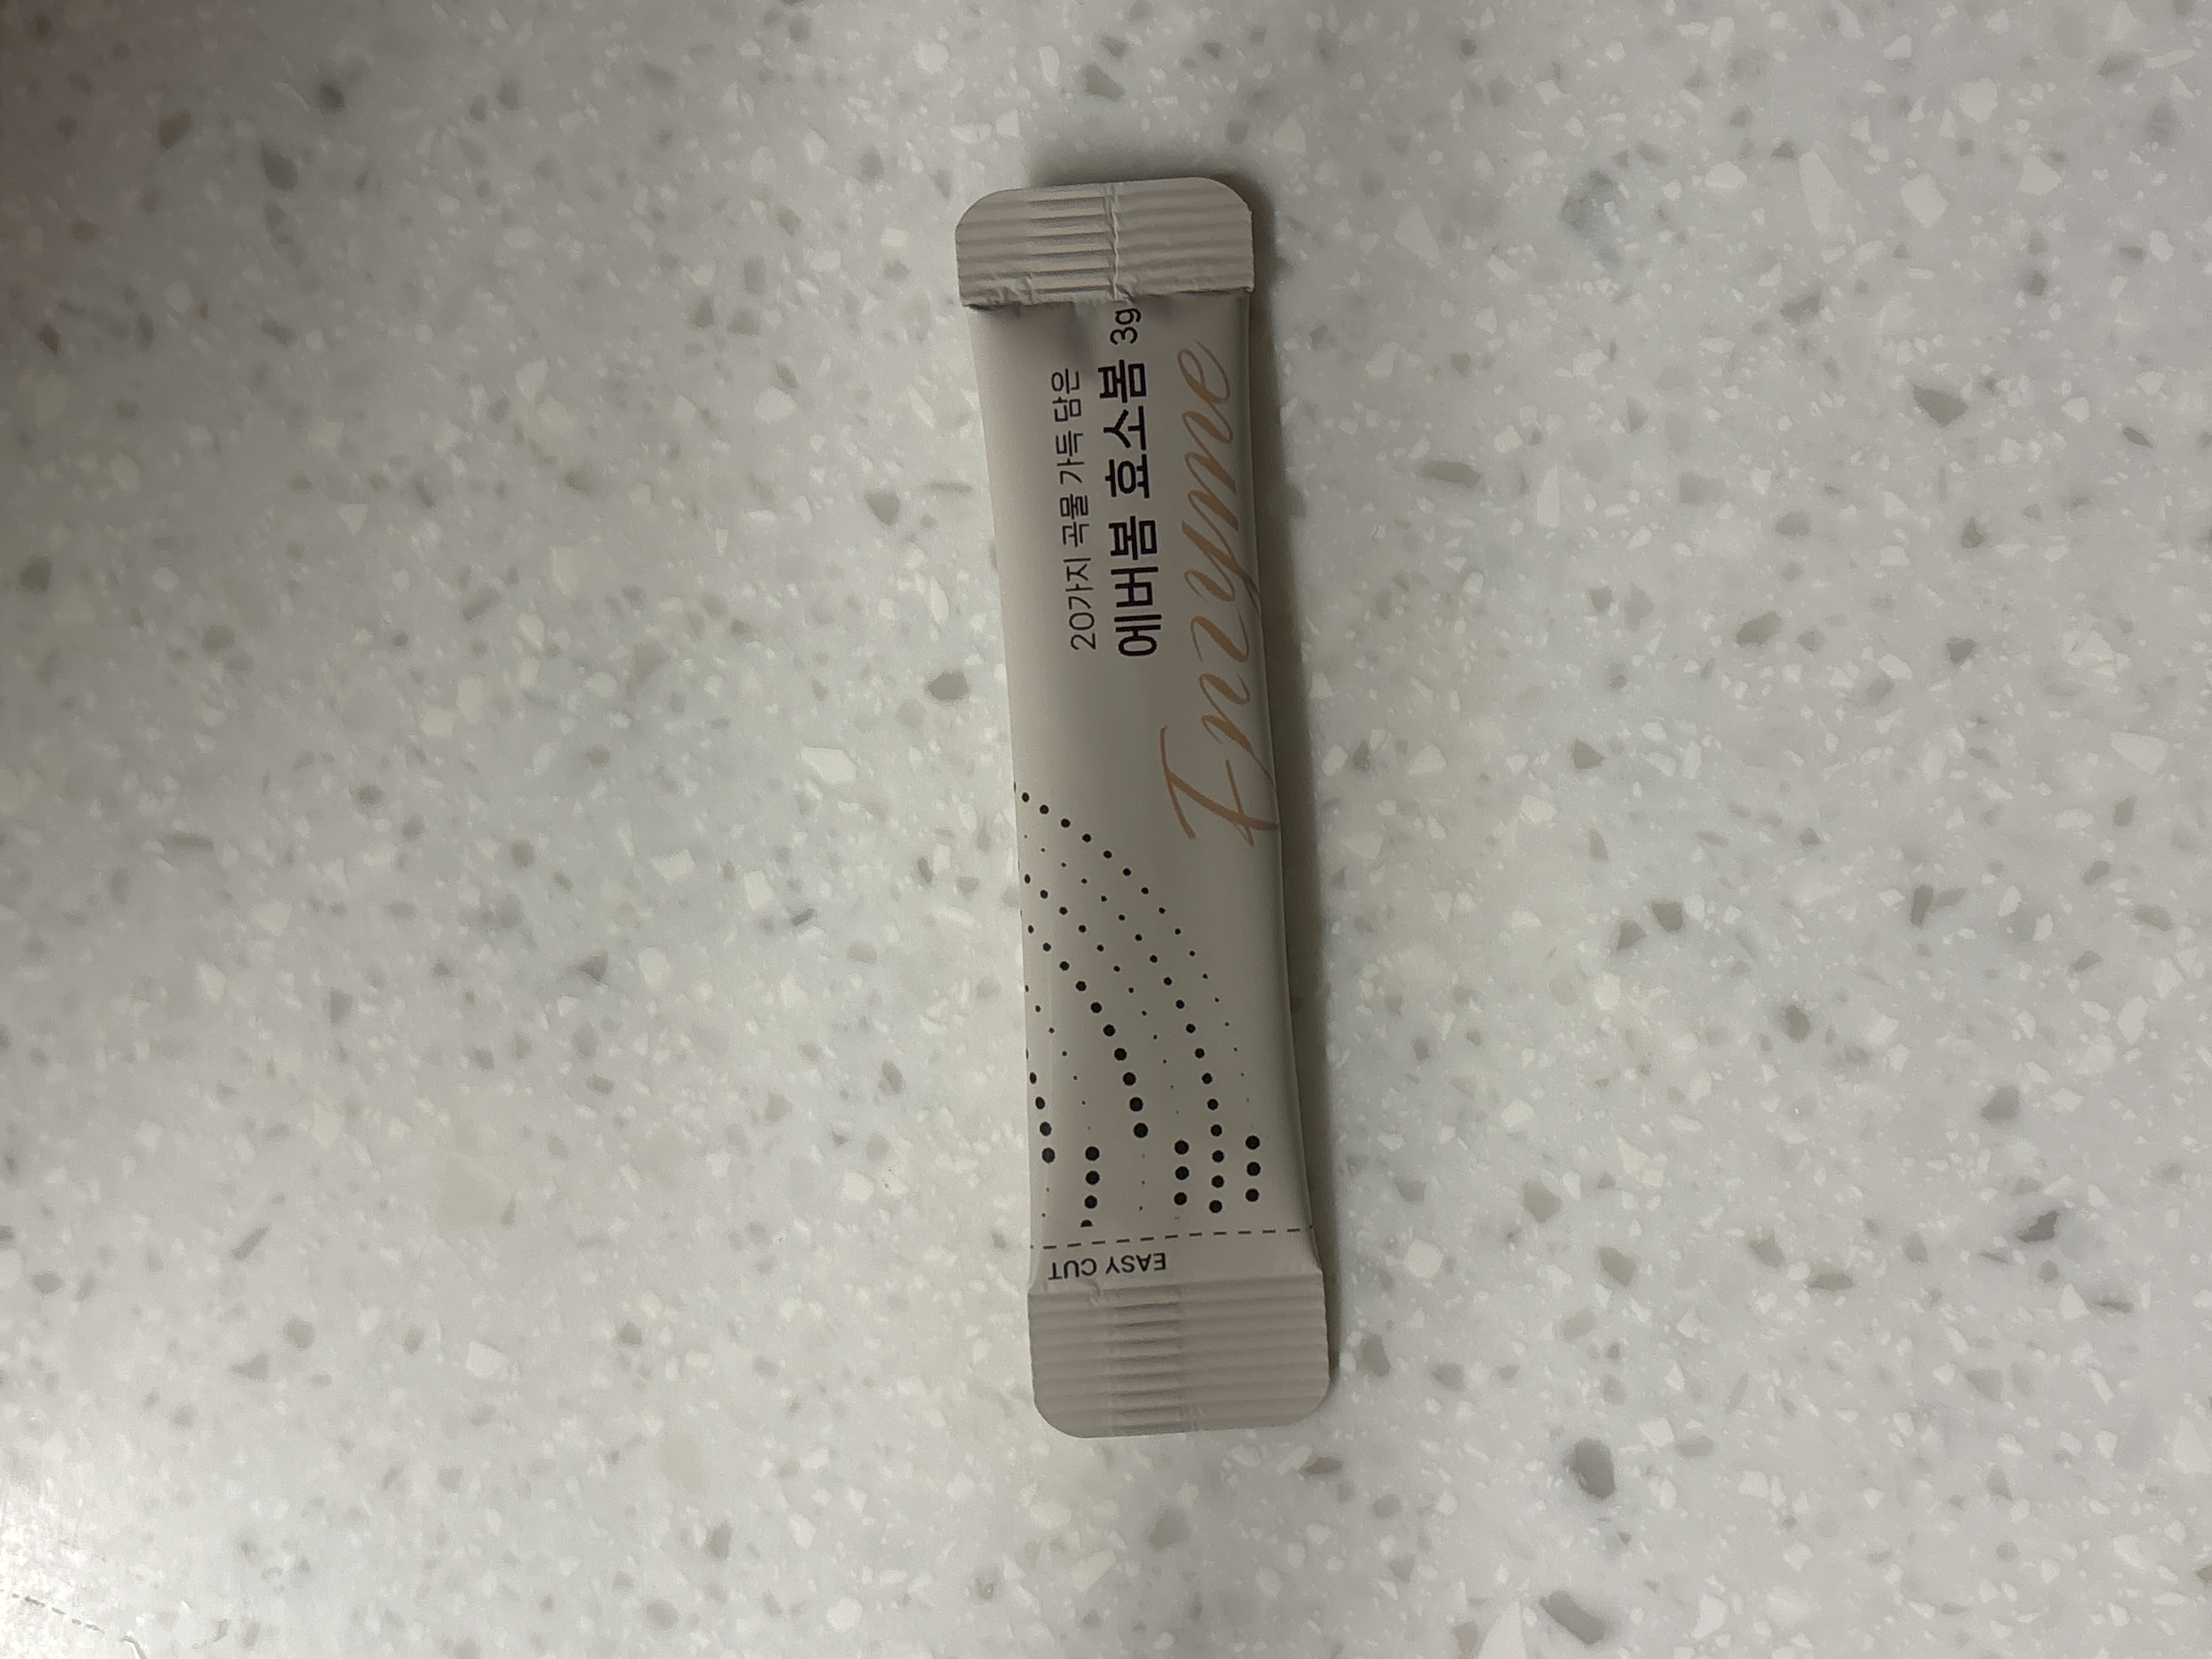 20가지 곡물 가득 담은
에버봄 효소봄 3g
Enzyme
EASY CUT